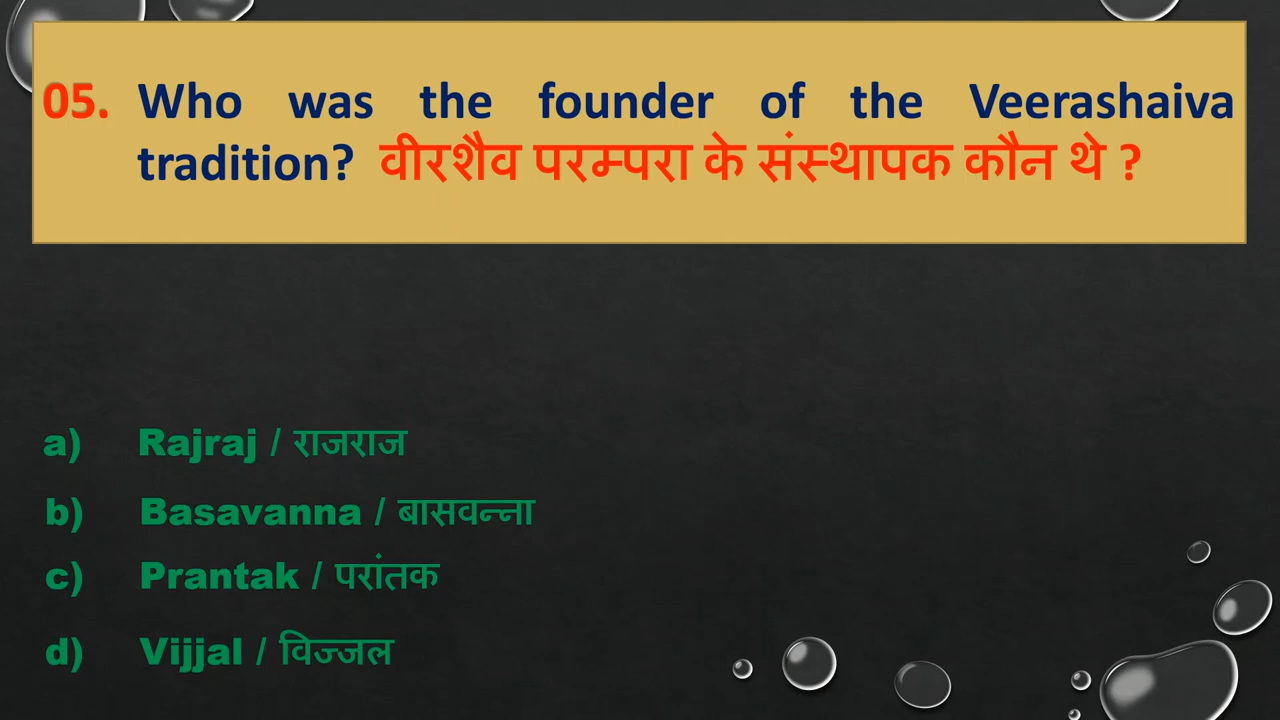 05. Who was the founder of the Veerashaiva
tradition? वीरशैव परम्परा के संस्थापक कौन थे ?
a) Rajraj / राजराज
b) Basavanna / बासवन्ना
c) Prantak / परांतक
d) Vijjal / विज्जल